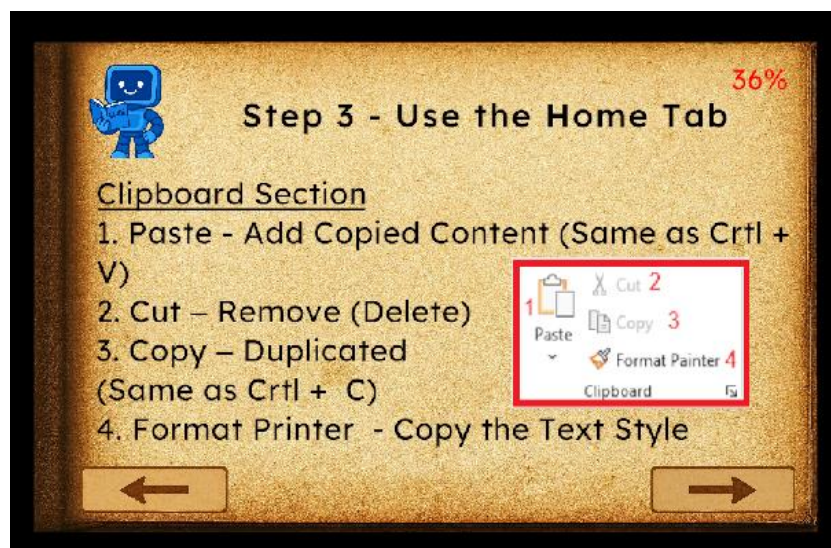 36%
Step 3 - Use the Home Tab
Clipboard Section
1. Paste - Add Copied Content (Same as Crtl +
V)
2. Cut – Remove (Delete)
3. Copy – Duplicated
(Same as Crtl + C)
4. Format Printer - Copy the Text Style
1
Paste
Cut 2
Copy 3
Format Painter 4
Clipboard